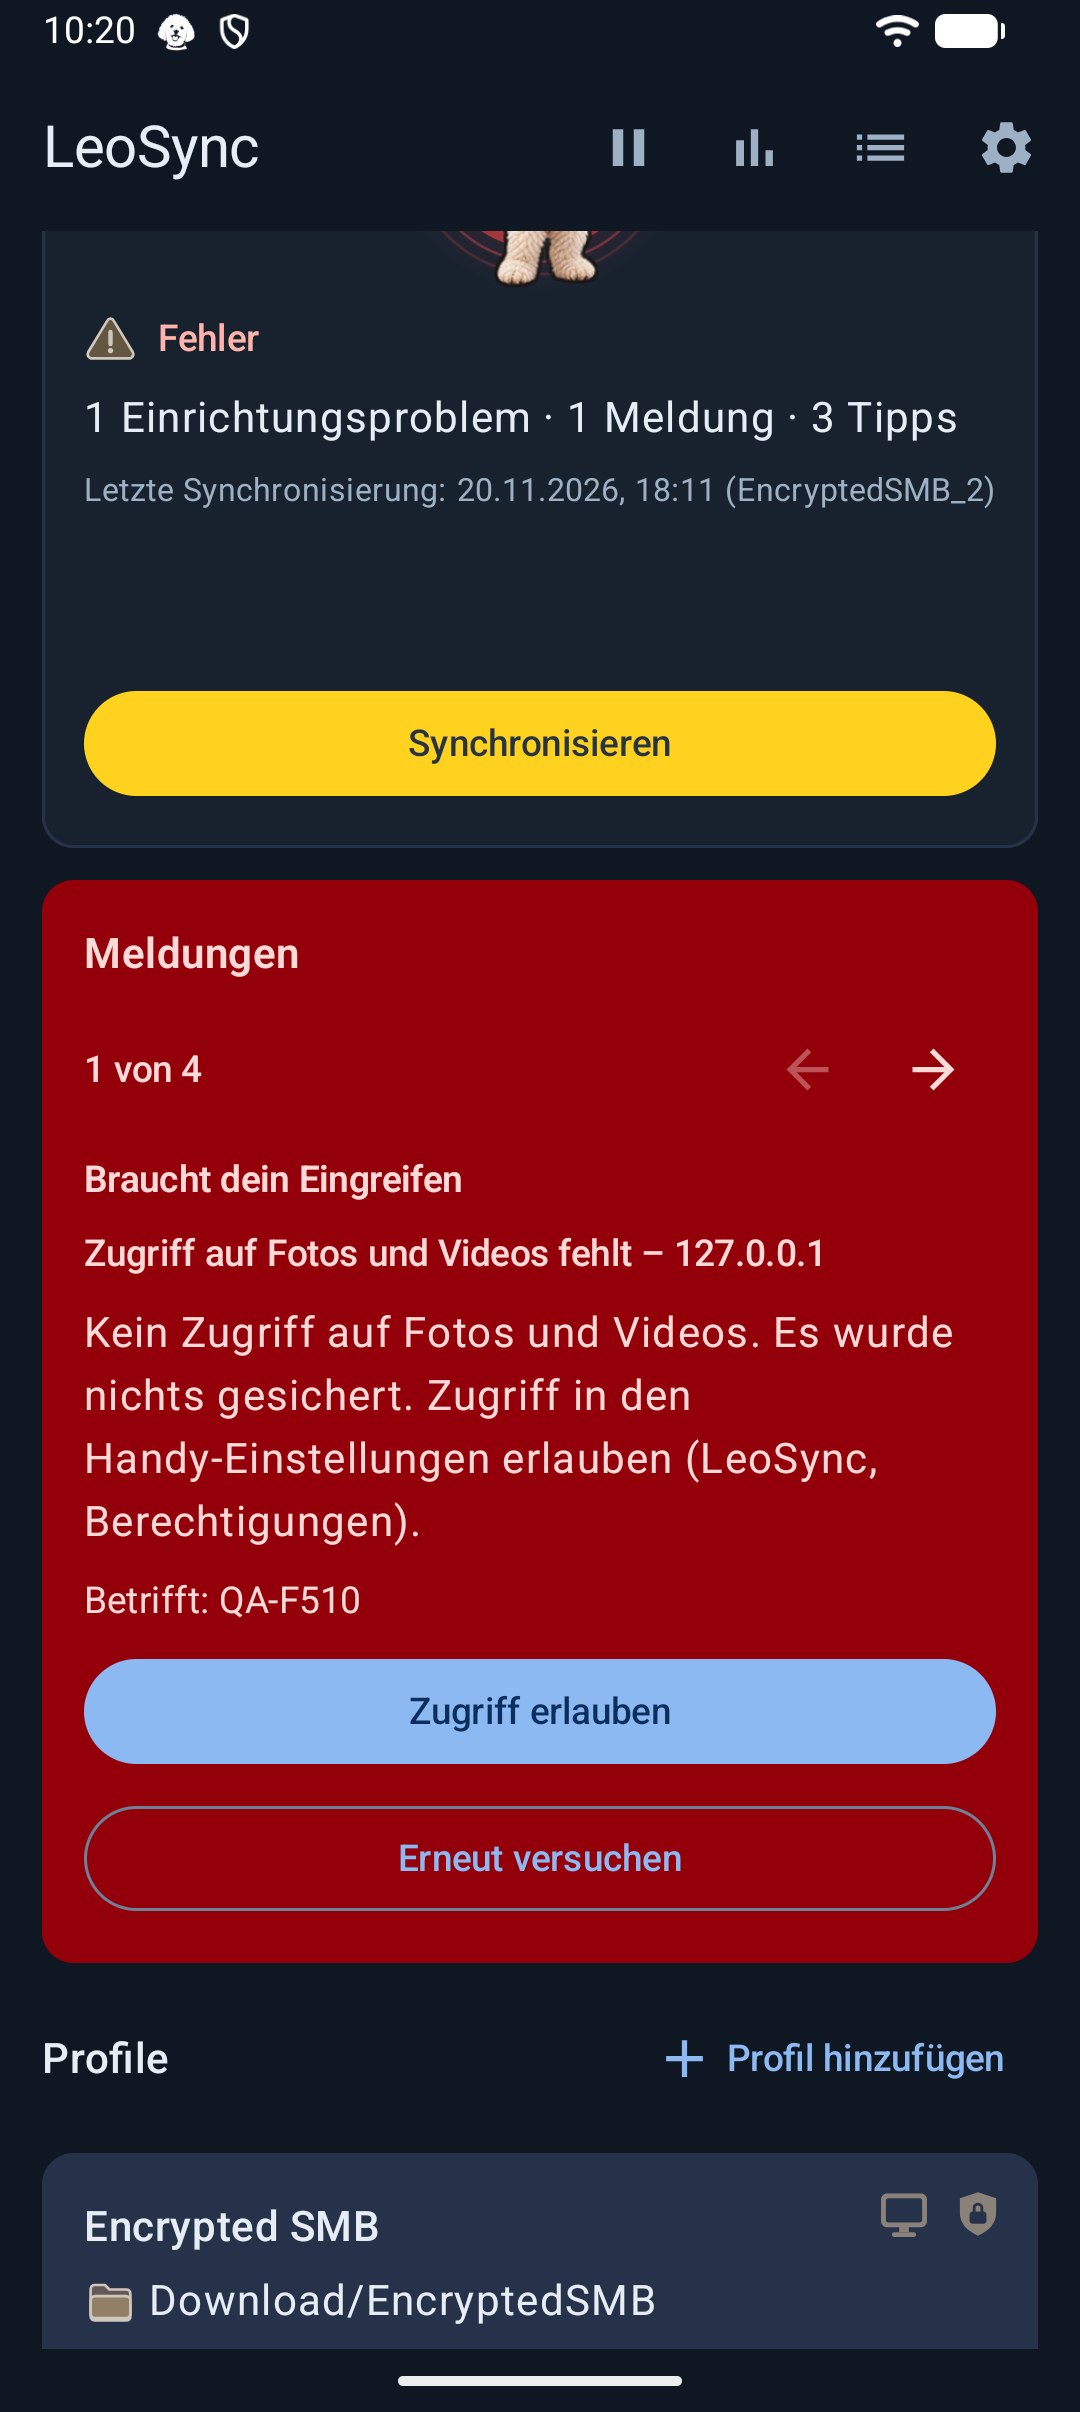 10:20
LeoSync
Fehler
1 Einrichtungsproblem · 1 Meldung · 3 Tipps
Letzte Synchronisierung: 20.11.2026, 18:11 (EncryptedSMB_2)
Synchronisieren
Meldungen
1 von 4
Braucht dein Eingreifen
Zugriff auf Fotos und Videos fehlt – 127.0.0.1
Kein Zugriff auf Fotos und Videos. Es wurde
nichts gesichert. Zugriff in den
Handy-Einstellungen erlauben (LeoSync,
Berechtigungen).
Betrifft: QA-F510
Zugriff erlauben
Erneut versuchen
Profile
Profil hinzufügen
Encrypted SMB
Download/EncryptedSMB